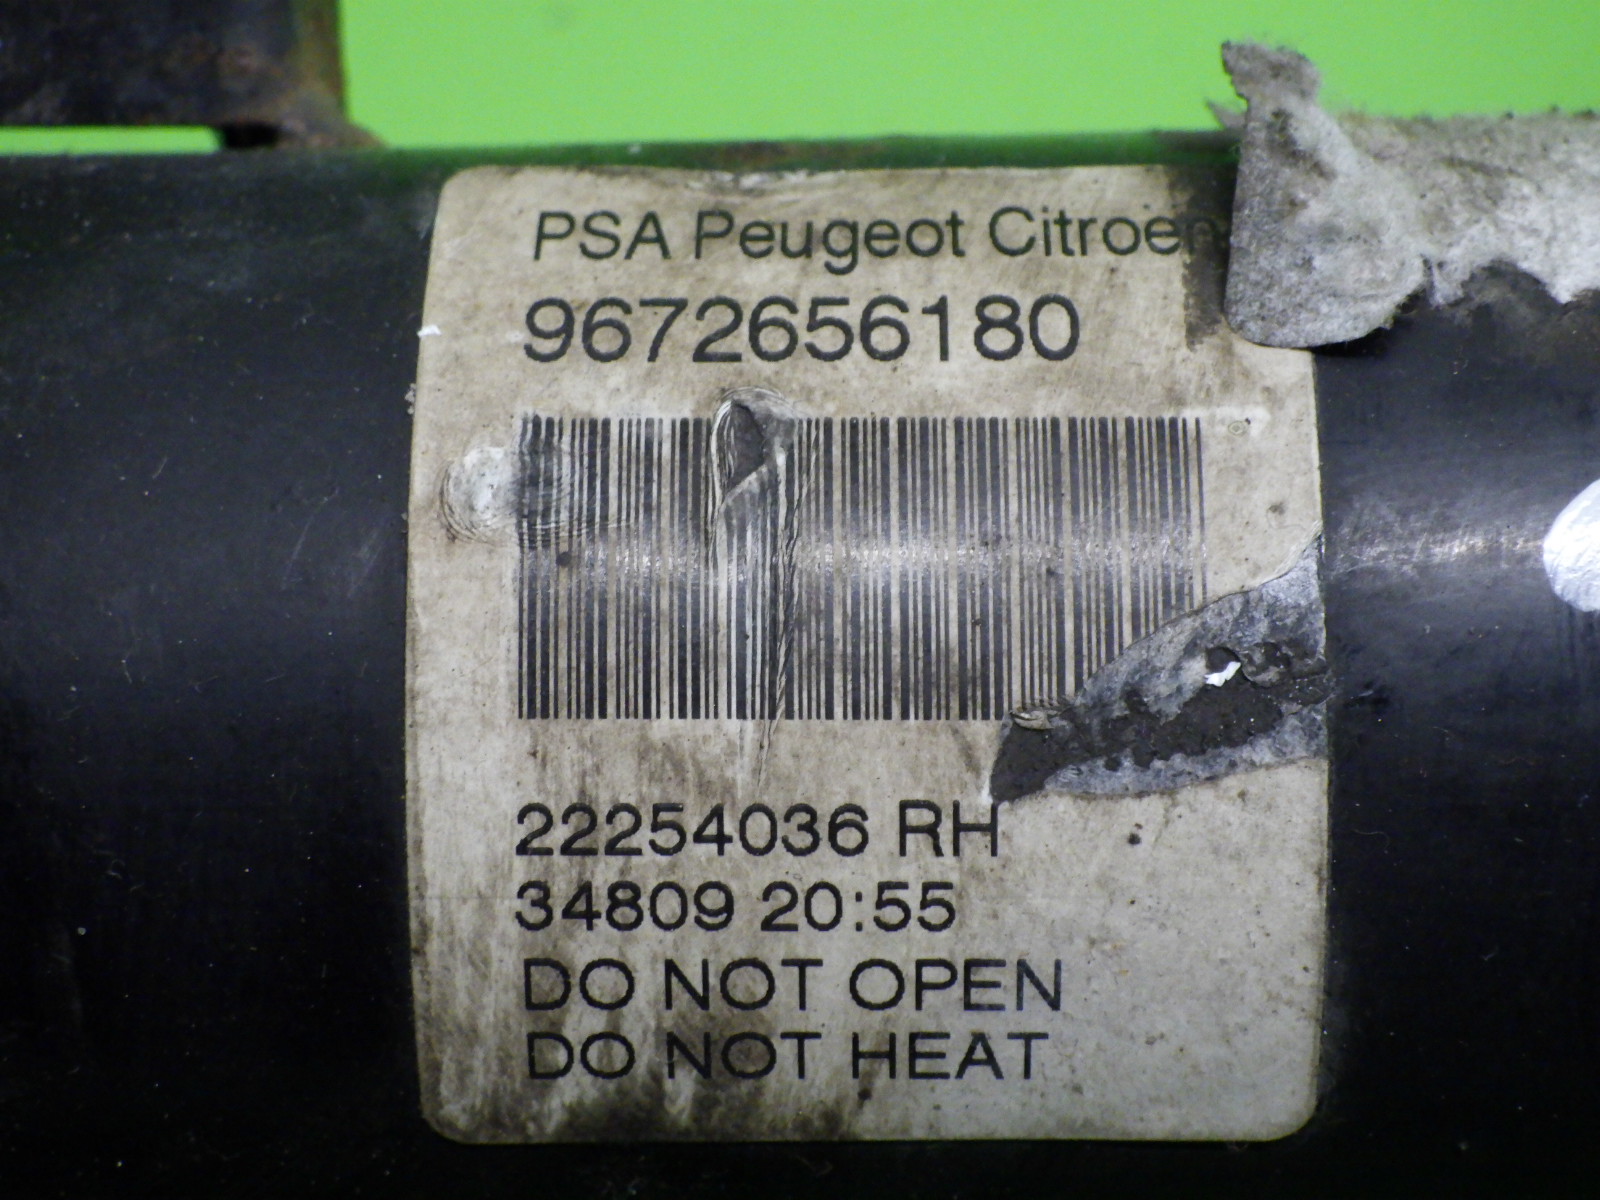 PSA Peugeot Citroen
9672656180
22254036 RH
34809 20:55
DO NOT OPEN
DO NOT HEAT